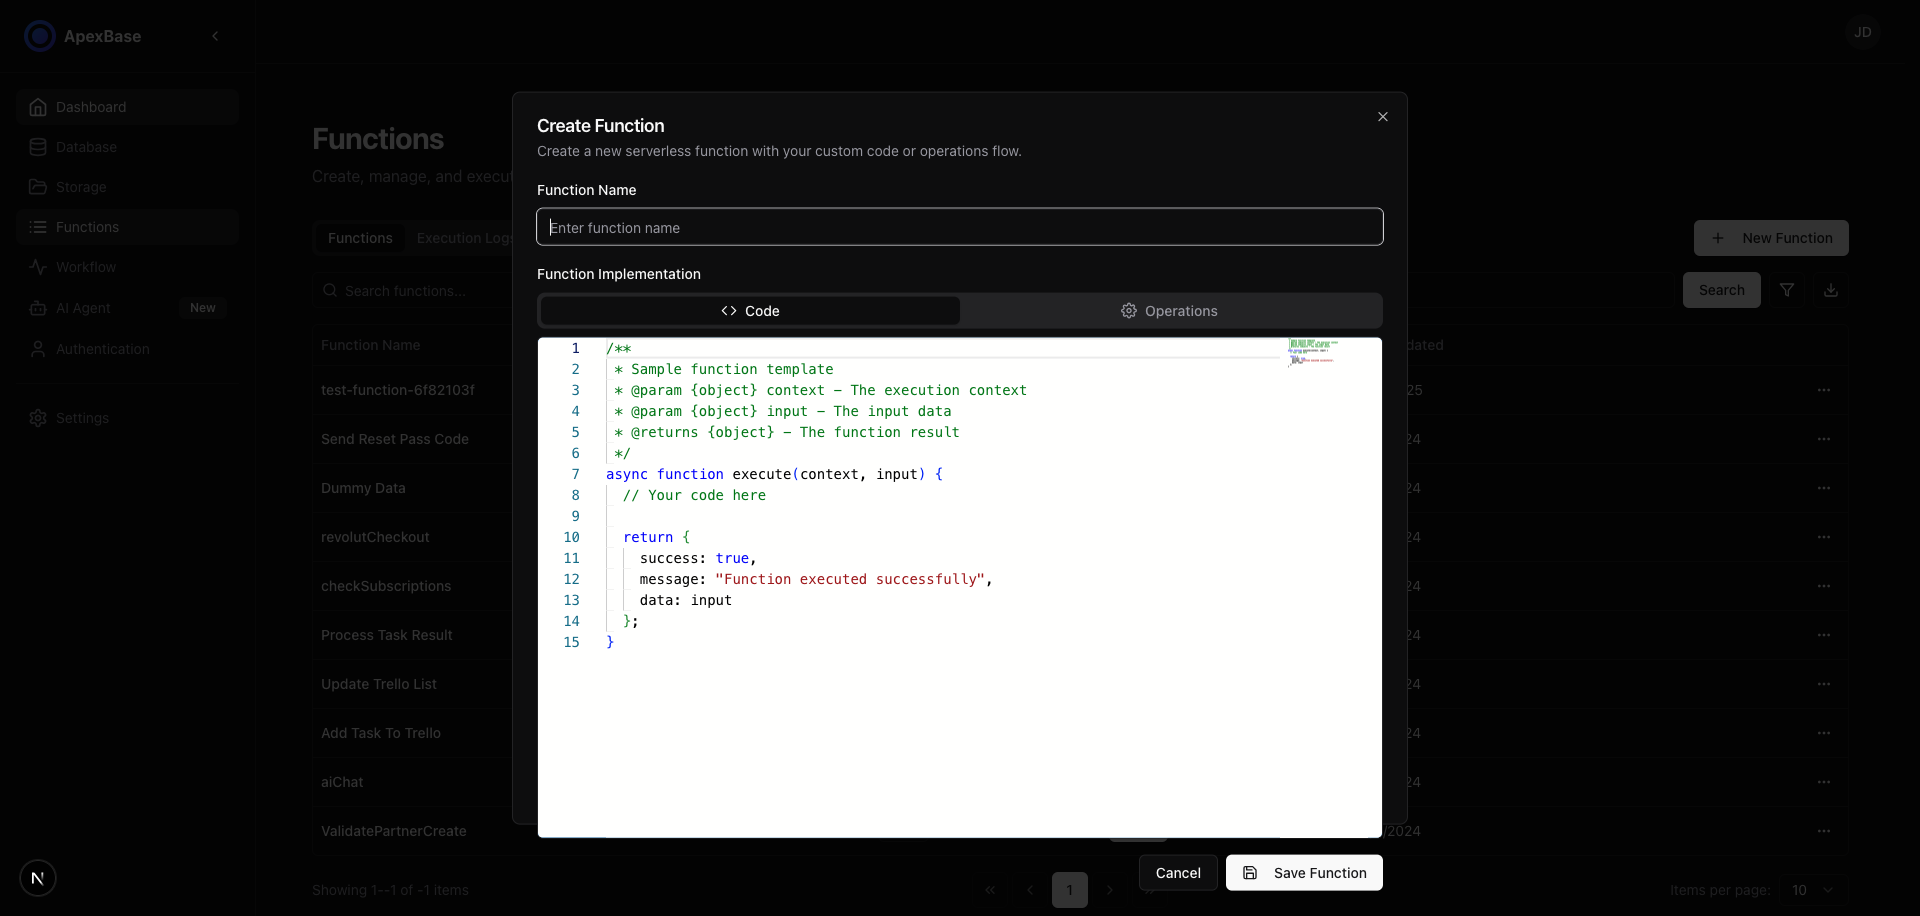 ApexBase
JD
Dashboard
Database
Storage
Functions
Workflow
AI Agent New
Authentication
Settings
Functions
Create, manage, and execut
Functions Execution Logs
New Function
Search functions...
Search
Function Name
dated
test-function-6f82103f
25
Send Reset Pass Code
24
Dummy Data
24
revolutCheckout
24
checkSubscriptions
24
Process Task Result
24
Update Trello List
24
Add Task To Trello
24
aiChat
24
ValidatePartnerCreate
/2024
Showing 1--1 of -1 items
1
Items per page: 10
N
Create Function
Create a new serverless function with your custom code or operations flow.
Function Name
Enter function name
Function Implementation
Code
Operations
1 /**
2  * Sample function template
3  * @param {object} context – The execution context
4  * @param {object} input – The input data
5  * @returns {object} – The function result
6  */
7 async function execute(context, input) {
8   // Your code here
9
10   return {
11     success: true,
12     message: "Function executed successfully",
13     data: input
14   };
15 }
Cancel
Save Function